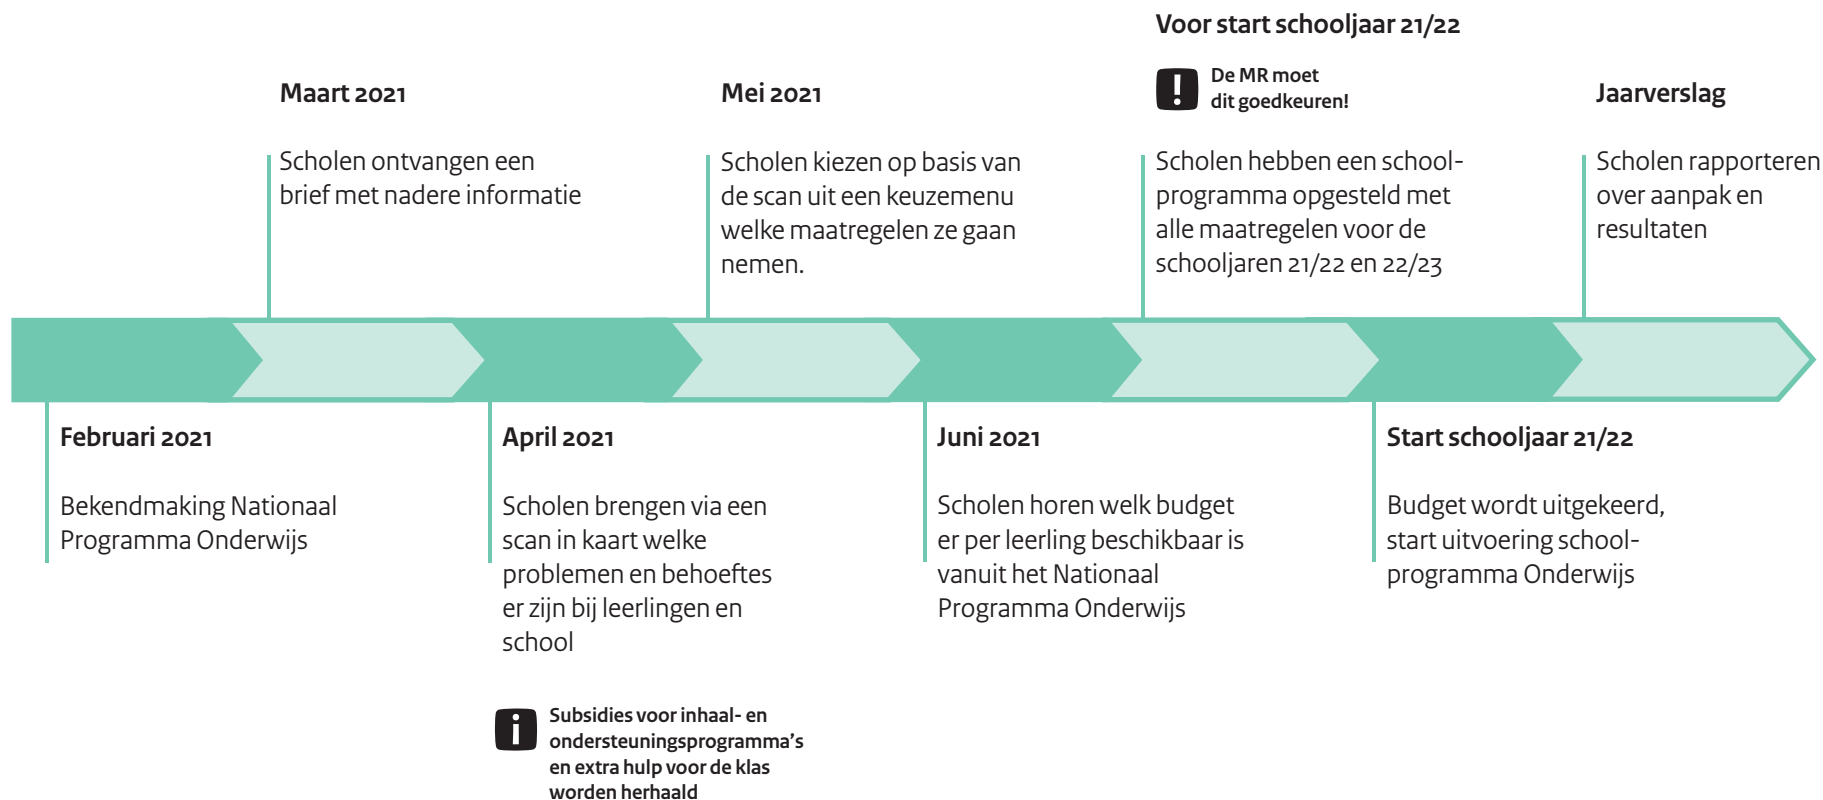 Voor start schooljaar 21/22
De MR moet
dit goedkeuren!
Maart 2021
Scholen ontvangen een
brief met nadere informatie
Mei 2021
Scholen kiezen op basis van
de scan uit een keuzemenu
welke maatregelen ze gaan
nemen.
Scholen hebben een school-
programma opgesteld met
alle maatregelen voor de
schooljaren 21/22 en 22/23
Jaarverslag
Scholen rapporteren
over aanpak en
resultaten
Februari 2021
Bekendmaking Nationaal
Programma Onderwijs
April 2021
Scholen brengen via een
scan in kaart welke
problemen en behoeftes
er zijn bij leerlingen en
school
Subsidies voor inhaal- en
ondersteuningsprogramma's
en extra hulp voor de klas
worden herhaald
Juni 2021
Scholen horen welk budget
er per leerling beschikbaar is
vanuit het Nationaal
Programma Onderwijs
Start schooljaar 21/22
Budget wordt uitgekeerd,
start uitvoering school-
programma Onderwijs